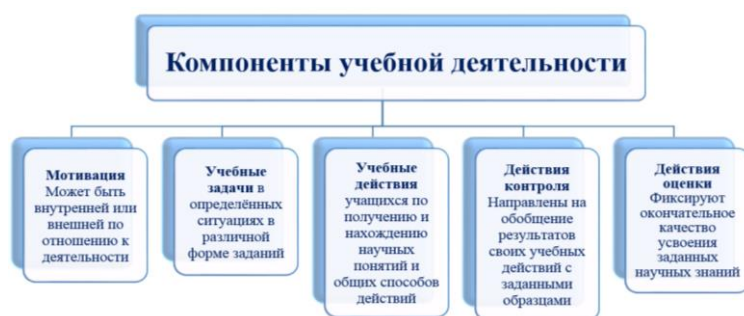 Компоненты учебной деятельности
Мотивация
Может быть
внутренней или
внешней по
отношению к
деятельности
Учебные
задачи в
определённых
ситуациях в
различной
форме заданий
Учебные
действия
учащихся по
получению и
нахождению
научных
понятий и
общих способов
действий
Действия
контроля
Направлены на
обобщение
результатов
своих учебных
действий с
заданными
образцами
Действия
оценки
Фиксируют
окончательное
качество
усвоения
заданных
научных знаний